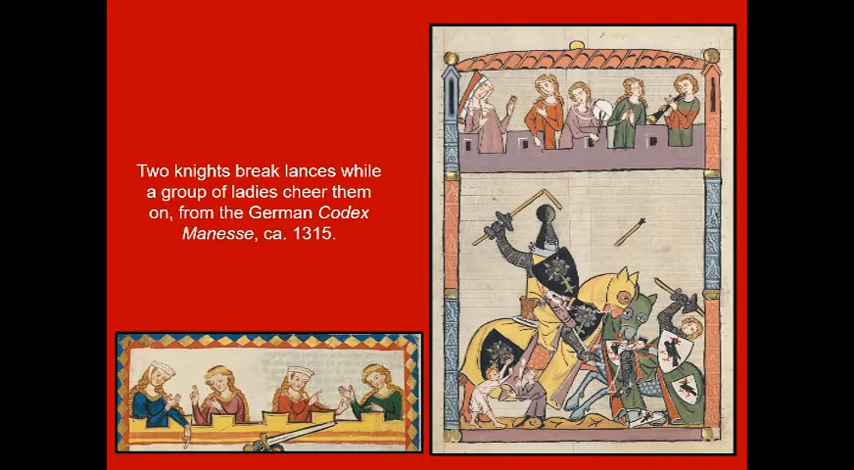 Two knights break lances while
a group of ladies cheer them
on, from the German Codex
Manesse, ca. 1315.